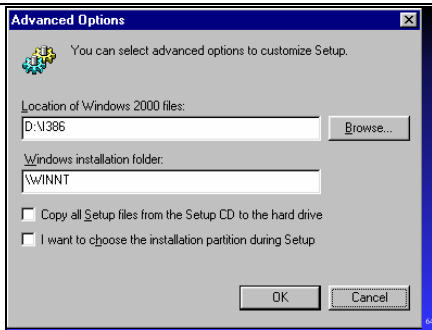 Advanced Options
You can select advanced options to customize Setup.
Location of Windows 2000 files:
D:\I386
Browse...
Windows installation folder:
\WINNT
Copy all Setup files from the Setup CD to the hard drive
I want to choose the installation partition during Setup
OK
Cancel
64